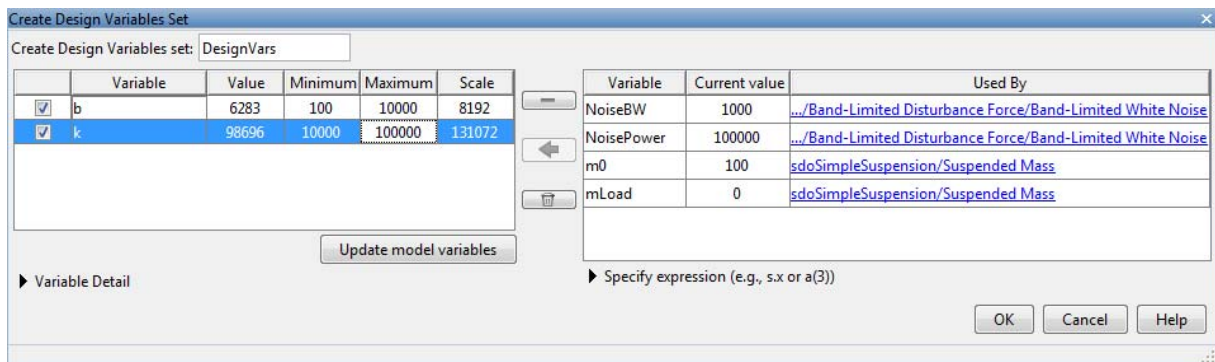 Create Design Variables Set
Create Design Variables set: DesignVars
Variable Value Minimum Maximum Scale
b 6283 100 10000 8192
k 98696 10000 100000 131072
Update model variables
Variable Detail
Variable Current value Used By
NoiseBW 1000 .../Band-Limited Disturbance Force/Band-Limited White Noise
NoisePower 100000 .../Band-Limited Disturbance Force/Band-Limited White Noise
m0 100 sdoSimpleSuspension/Suspended Mass
mLoad 0 sdoSimpleSuspension/Suspended Mass
Specify expression (e.g., s.x or a(3))
OK Cancel Help